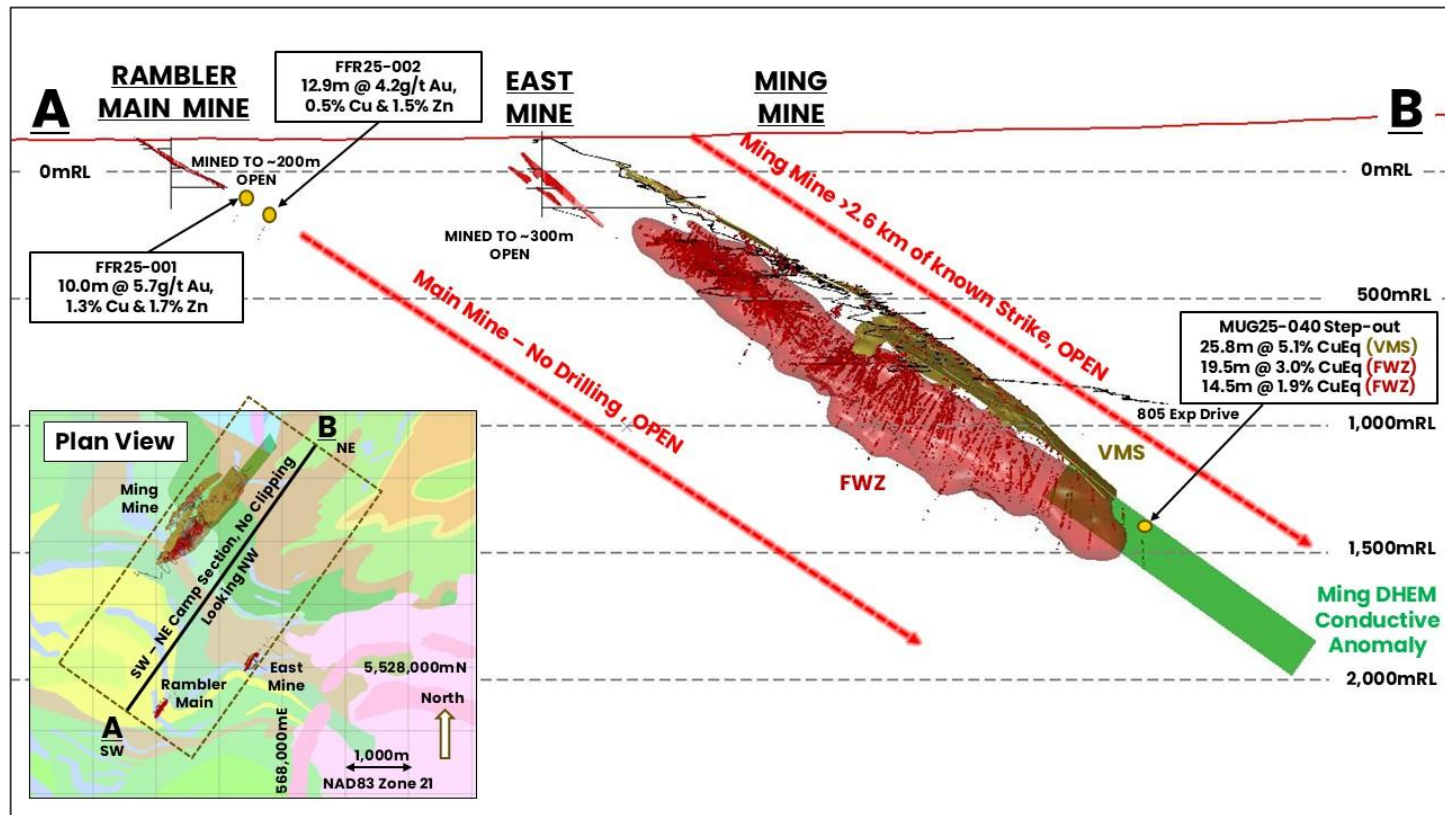 A
RAMBLER
MAIN MINE
FFR25-002
12.9m @ 4.2g/t Au,
0.5% Cu & 1.5% Zn
EAST
MINE
MING
MINE
B
0mRL
MINED TO ~200m
OPEN
0mRL
FFR25-001
10.0m @ 5.7g/t Au,
1.3% Cu & 1.7% Zn
MINED TO ~300m
OPEN
Ming Mine >2.6 km of known Strike, OPEN
Main Mine – No Drilling, OPEN
500mRL
MUG25-040 Step-out
25.8m @ 5.1% CuEq (VMS)
19.5m @ 3.0% CuEq (FWZ)
14.5m @ 1.9% CuEq (FWZ)
805 Exp Drive
1,000mRL
VMS
FWZ
1,500mRL
Ming DHEM
Conductive
Anomaly
2,000mRL
Plan View
B
NE
Ming
Mine
SW – NE Camp Section, No Clipping
Looking NW
East
Mine
5,528,000mN
Rambler
Main
North
A
SW
568,000mE
1,000m
NAD83 Zone 21